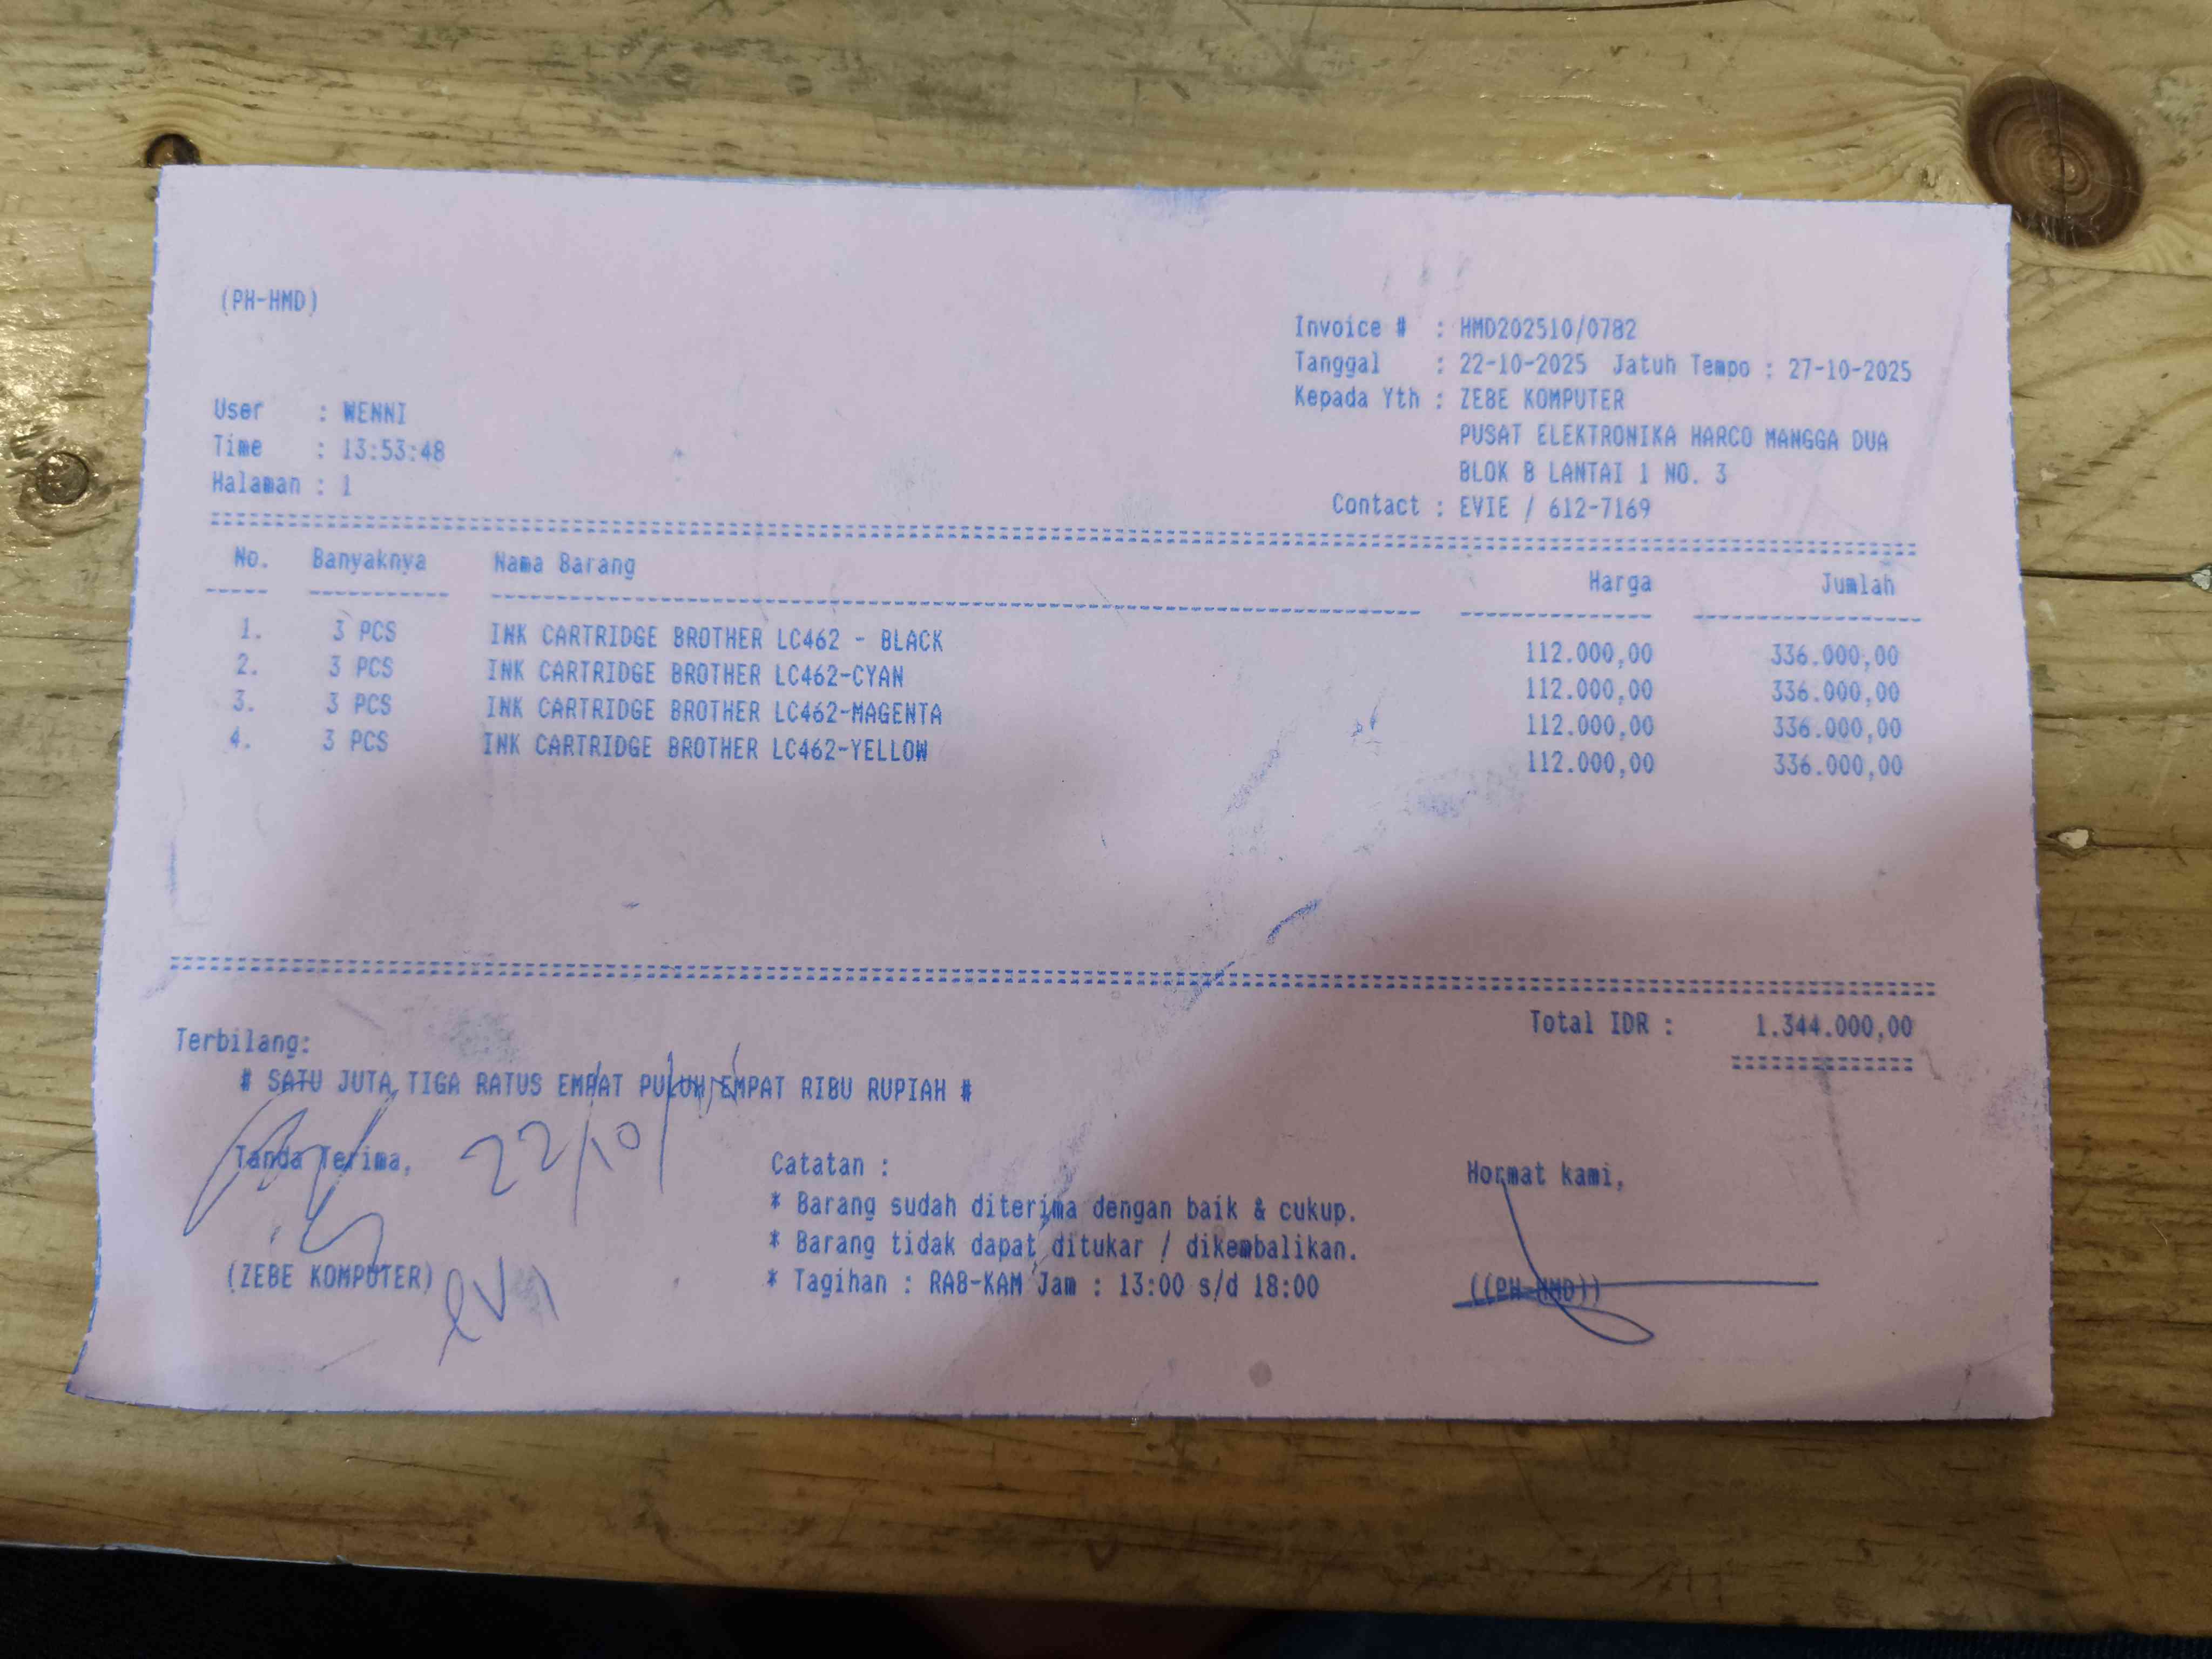 (PH-HMD)
Invoice # : HMD202510/0782
Tanggal : 22-10-2025 Jatuh Tempo : 27-10-2025
Kepada Yth : ZEBE KOMPUTER
PUSAT ELEKTRONIKA HARCO MANGGA DUA
BLOK B LANTAI 1 NO. 3
Contact : EVIE / 612-7169
User : WENNI
Time : 13:53:48
Halaman : 1
No. Banyaknya Nama Barang Harga Jumlah
1. 3 PCS INK CARTRIDGE BROTHER LC462 - BLACK 112.000,00 336.000,00
2. 3 PCS INK CARTRIDGE BROTHER LC462-CYAN 112.000,00 336.000,00
3. 3 PCS INK CARTRIDGE BROTHER LC462-MAGENTA 112.000,00 336.000,00
4. 3 PCS INK CARTRIDGE BROTHER LC462-YELLOW 112.000,00 336.000,00
Total IDR : 1.344.000,00
Terbilang:
# SATU JUTA TIGA RATUS EMPAT PULUH EMPAT RIBU RUPIAH #
Tanda Terima, 22/10/
(ZEBE KOMPUTER)
Catatan :
* Barang sudah diterima dengan baik & cukup.
* Barang tidak dapat ditukar / dikembalikan.
* Tagihan : RAB-KAM Jam : 13:00 s/d 18:00
Hormat kami,
((PH-HMD))